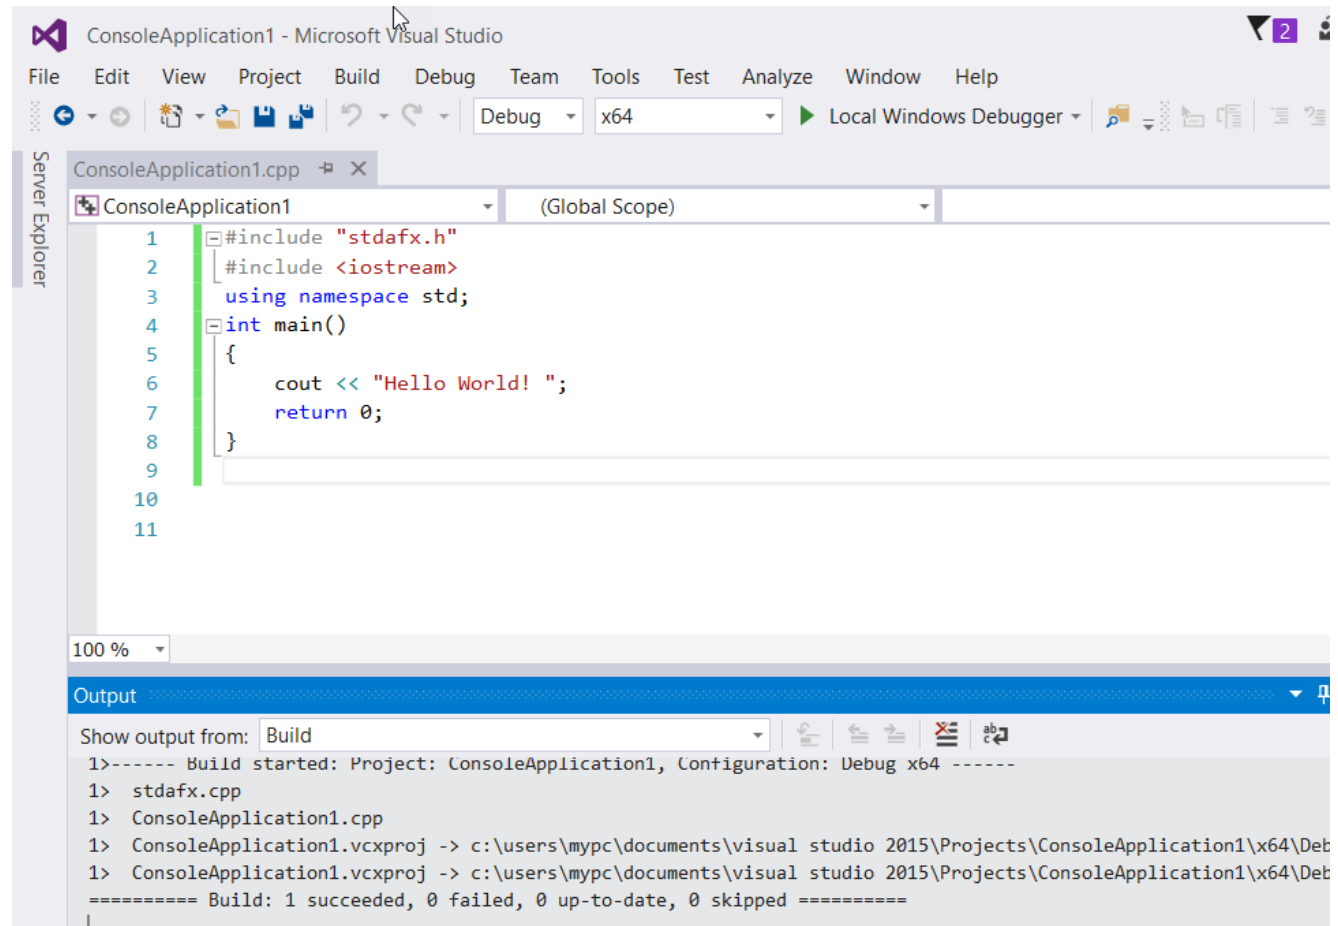 ConsoleApplication1 - Microsoft Visual Studio
2
File Edit View Project Build Debug Team Tools Test Analyze Window Help
Debug x64 Local Windows Debugger
Server Explorer
ConsoleApplication1.cpp
ConsoleApplication1 (Global Scope)
1 #include "stdafx.h"
2 #include <iostream>
3 using namespace std;
4 int main()
5 {
6 cout << "Hello World! ";
7 return 0;
8 }
9
10
11
100 %
Output
Show output from: Build
1>------ Build started: Project: ConsoleApplication1, Configuration: Debug x64 ------
1> stdafx.cpp
1> ConsoleApplication1.cpp
1> ConsoleApplication1.vcxproj -> c:\users\mypc\documents\visual studio 2015\Projects\ConsoleApplication1\x64\Deb
1> ConsoleApplication1.vcxproj -> c:\users\mypc\documents\visual studio 2015\Projects\ConsoleApplication1\x64\Deb
========== Build: 1 succeeded, 0 failed, 0 up-to-date, 0 skipped ==========